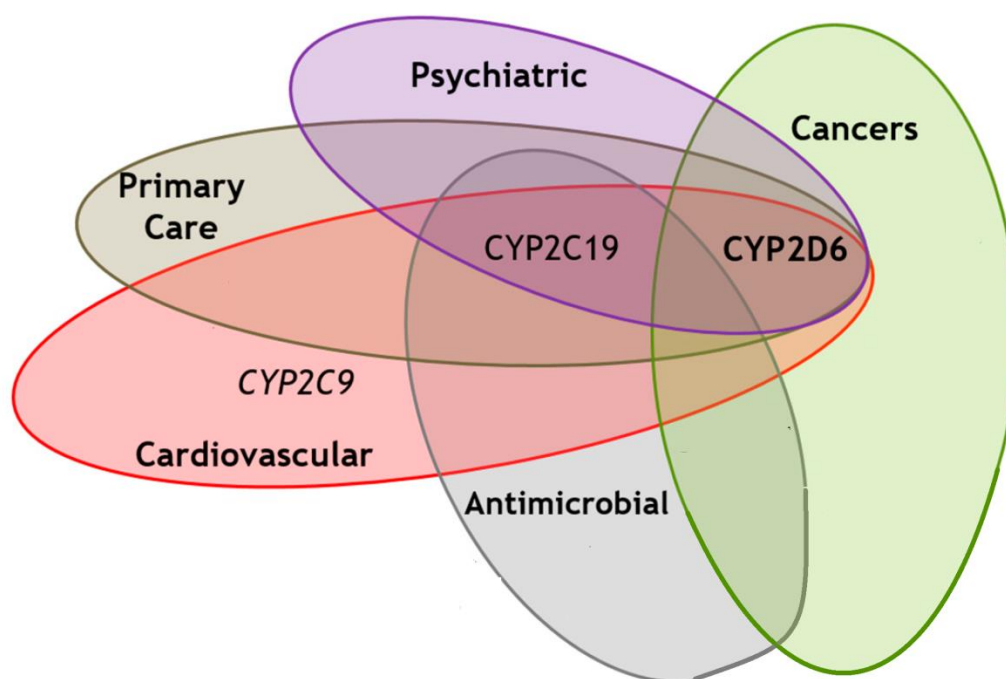 Psychiatric
Cancers
Primary
Care
CYP2C19
CYP2D6
CYP2C9
Cardiovascular
Antimicrobial